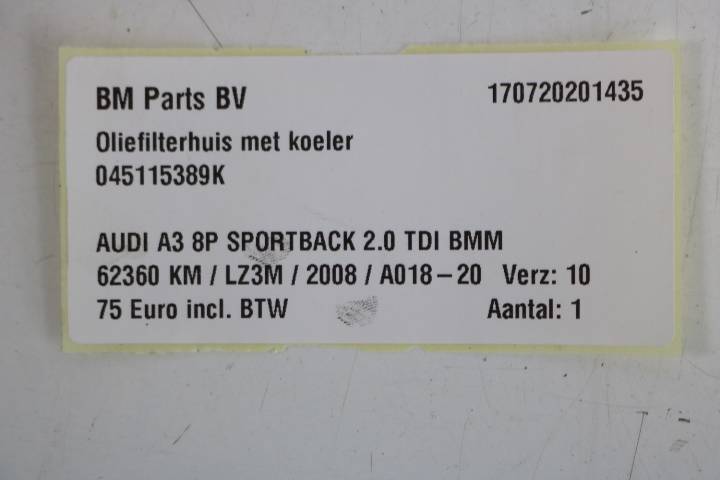 BM Parts BV 170720201435
Oliefilterhuis met koeler
045115389K
AUDI A3 8P SPORTBACK 2.0 TDI BMM
62360 KM / LZ3M / 2008 / A018-20 Verz: 10
75 Euro incl. BTW Aantal: 1